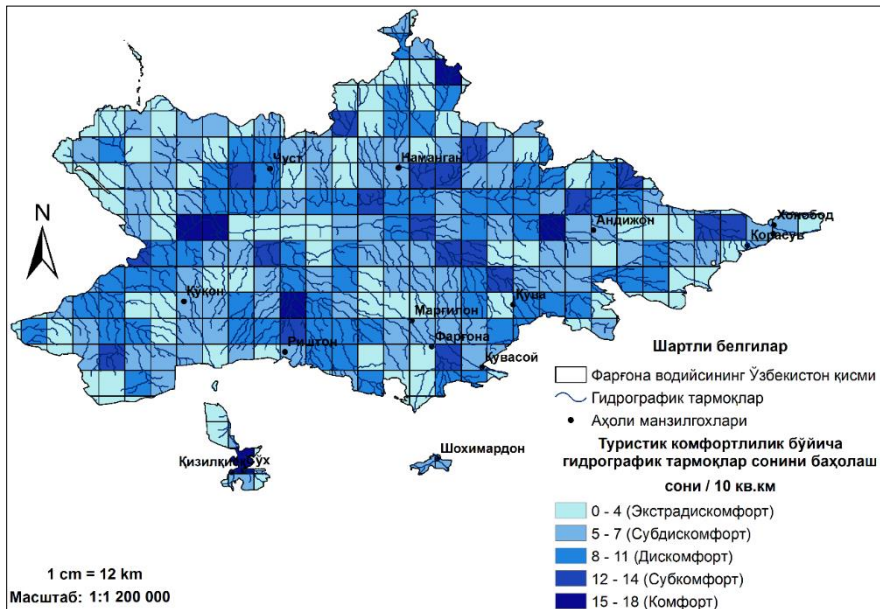 Чуст
Наманган
Андижон
Хонобод
Қорасув
N
Қўқон
Қува
Марғилон
Фарғона
Риштон
Қувасой
Шартли белгилар
Фарғона водийсининг Ўзбекистон қисми
Гидрографик тармоқлар
Аҳоли манзилгохлари
Шохимардон
Сўх
Туристик комфортлилик бўйича
гидрографик тармоқлар сонини баҳолаш
сони / 10 кв.км
0 - 4 (Экстрадискомфорт)
5 - 7 (Субдискомфорт)
8 - 11 (Дискомфорт)
12 - 14 (Субкомфорт)
15 - 18 (Комфорт)
1 cm = 12 km
Масштаб: 1:1 200 000